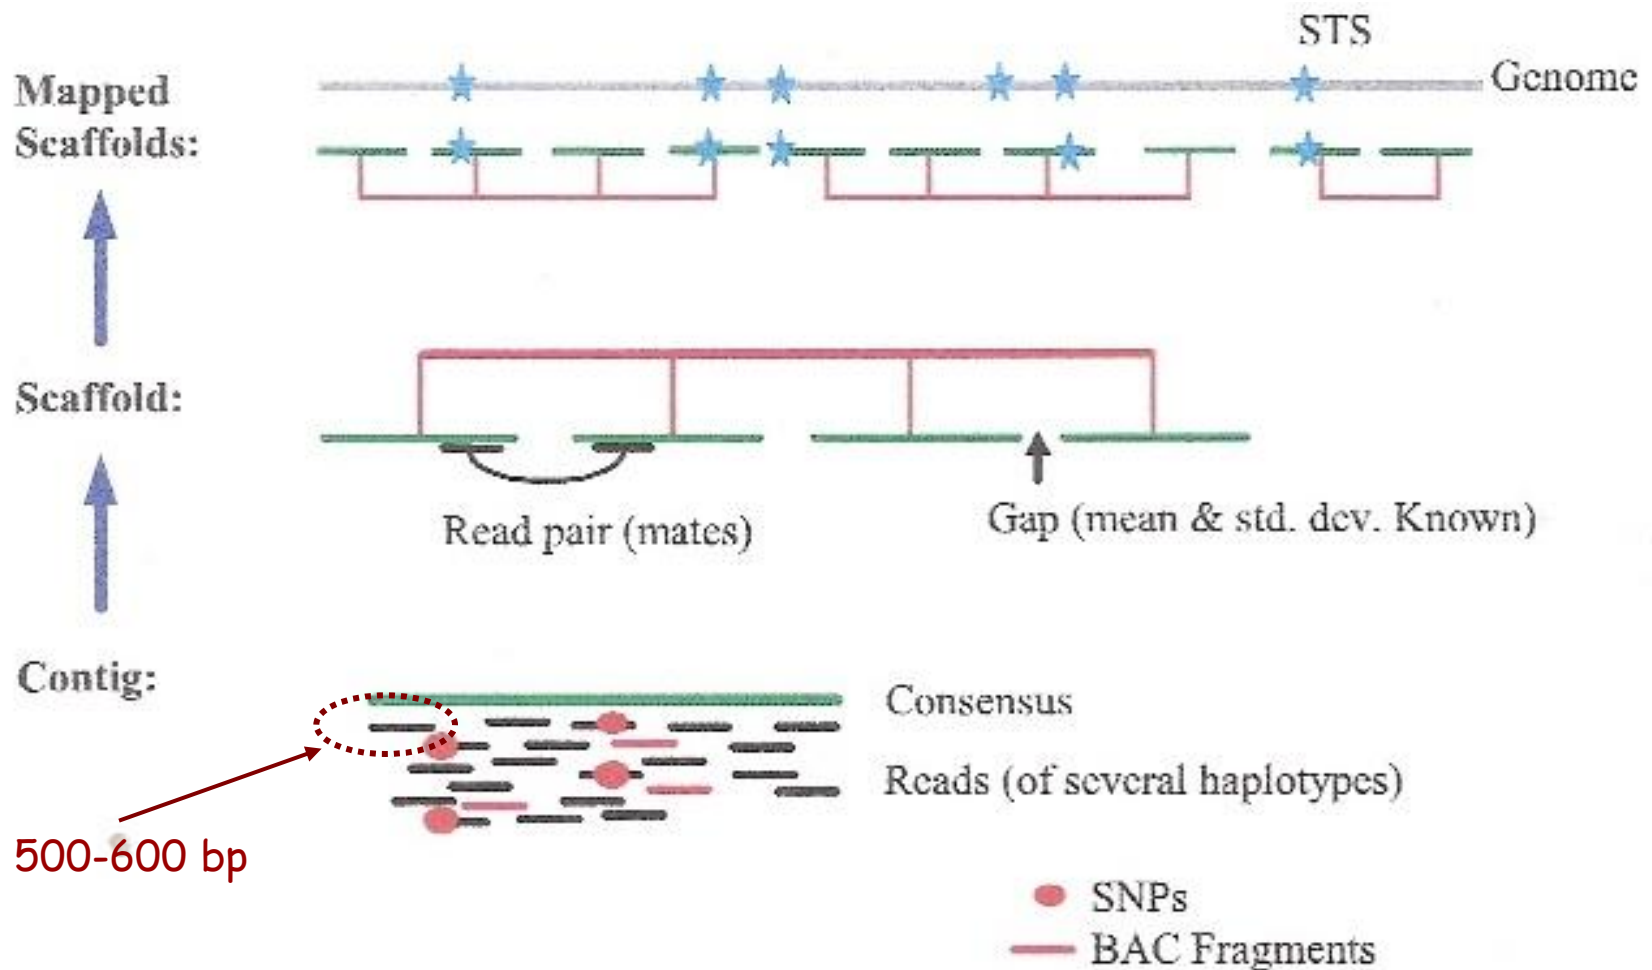 STS
Mapped
Scaffolds:
Genome
Scaffold:
Read pair (mates)
Gap (mean & std. dev. Known)
Contig:
Consensus
Reads (of several haplotypes)
500-600 bp
SNPs
BAC Fragments